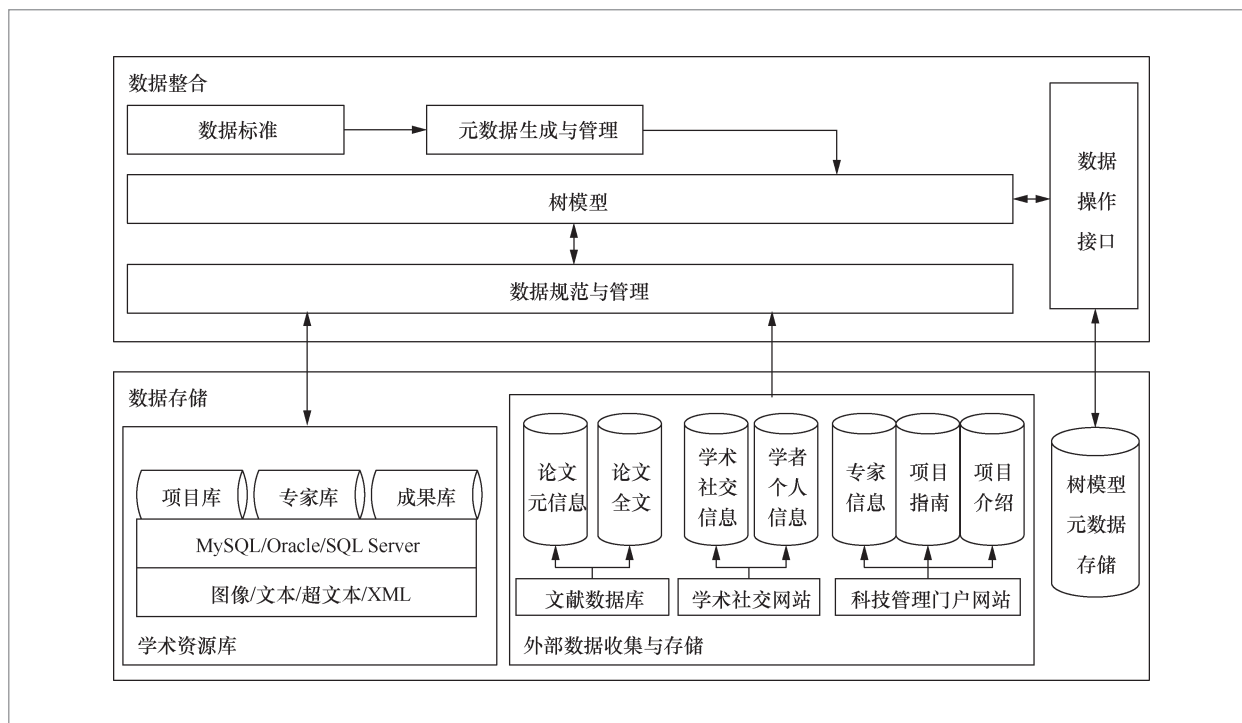 数据整合
数据标准
元数据生成与管理
树模型
数据规范与管理
数据
操作
接口
数据存储
项目库
专家库
成果库
MySQL/Oracle/SQL Server
图像/文本/超文本/XML
学术资源库
论文
元信息
论文
全文
学术
社交
信息
学者
个人
信息
专家
信息
项目
指南
项目
介绍
文献数据库
学术社交网站
科技管理门户网站
外部数据收集与存储
树模型
元数据
存储